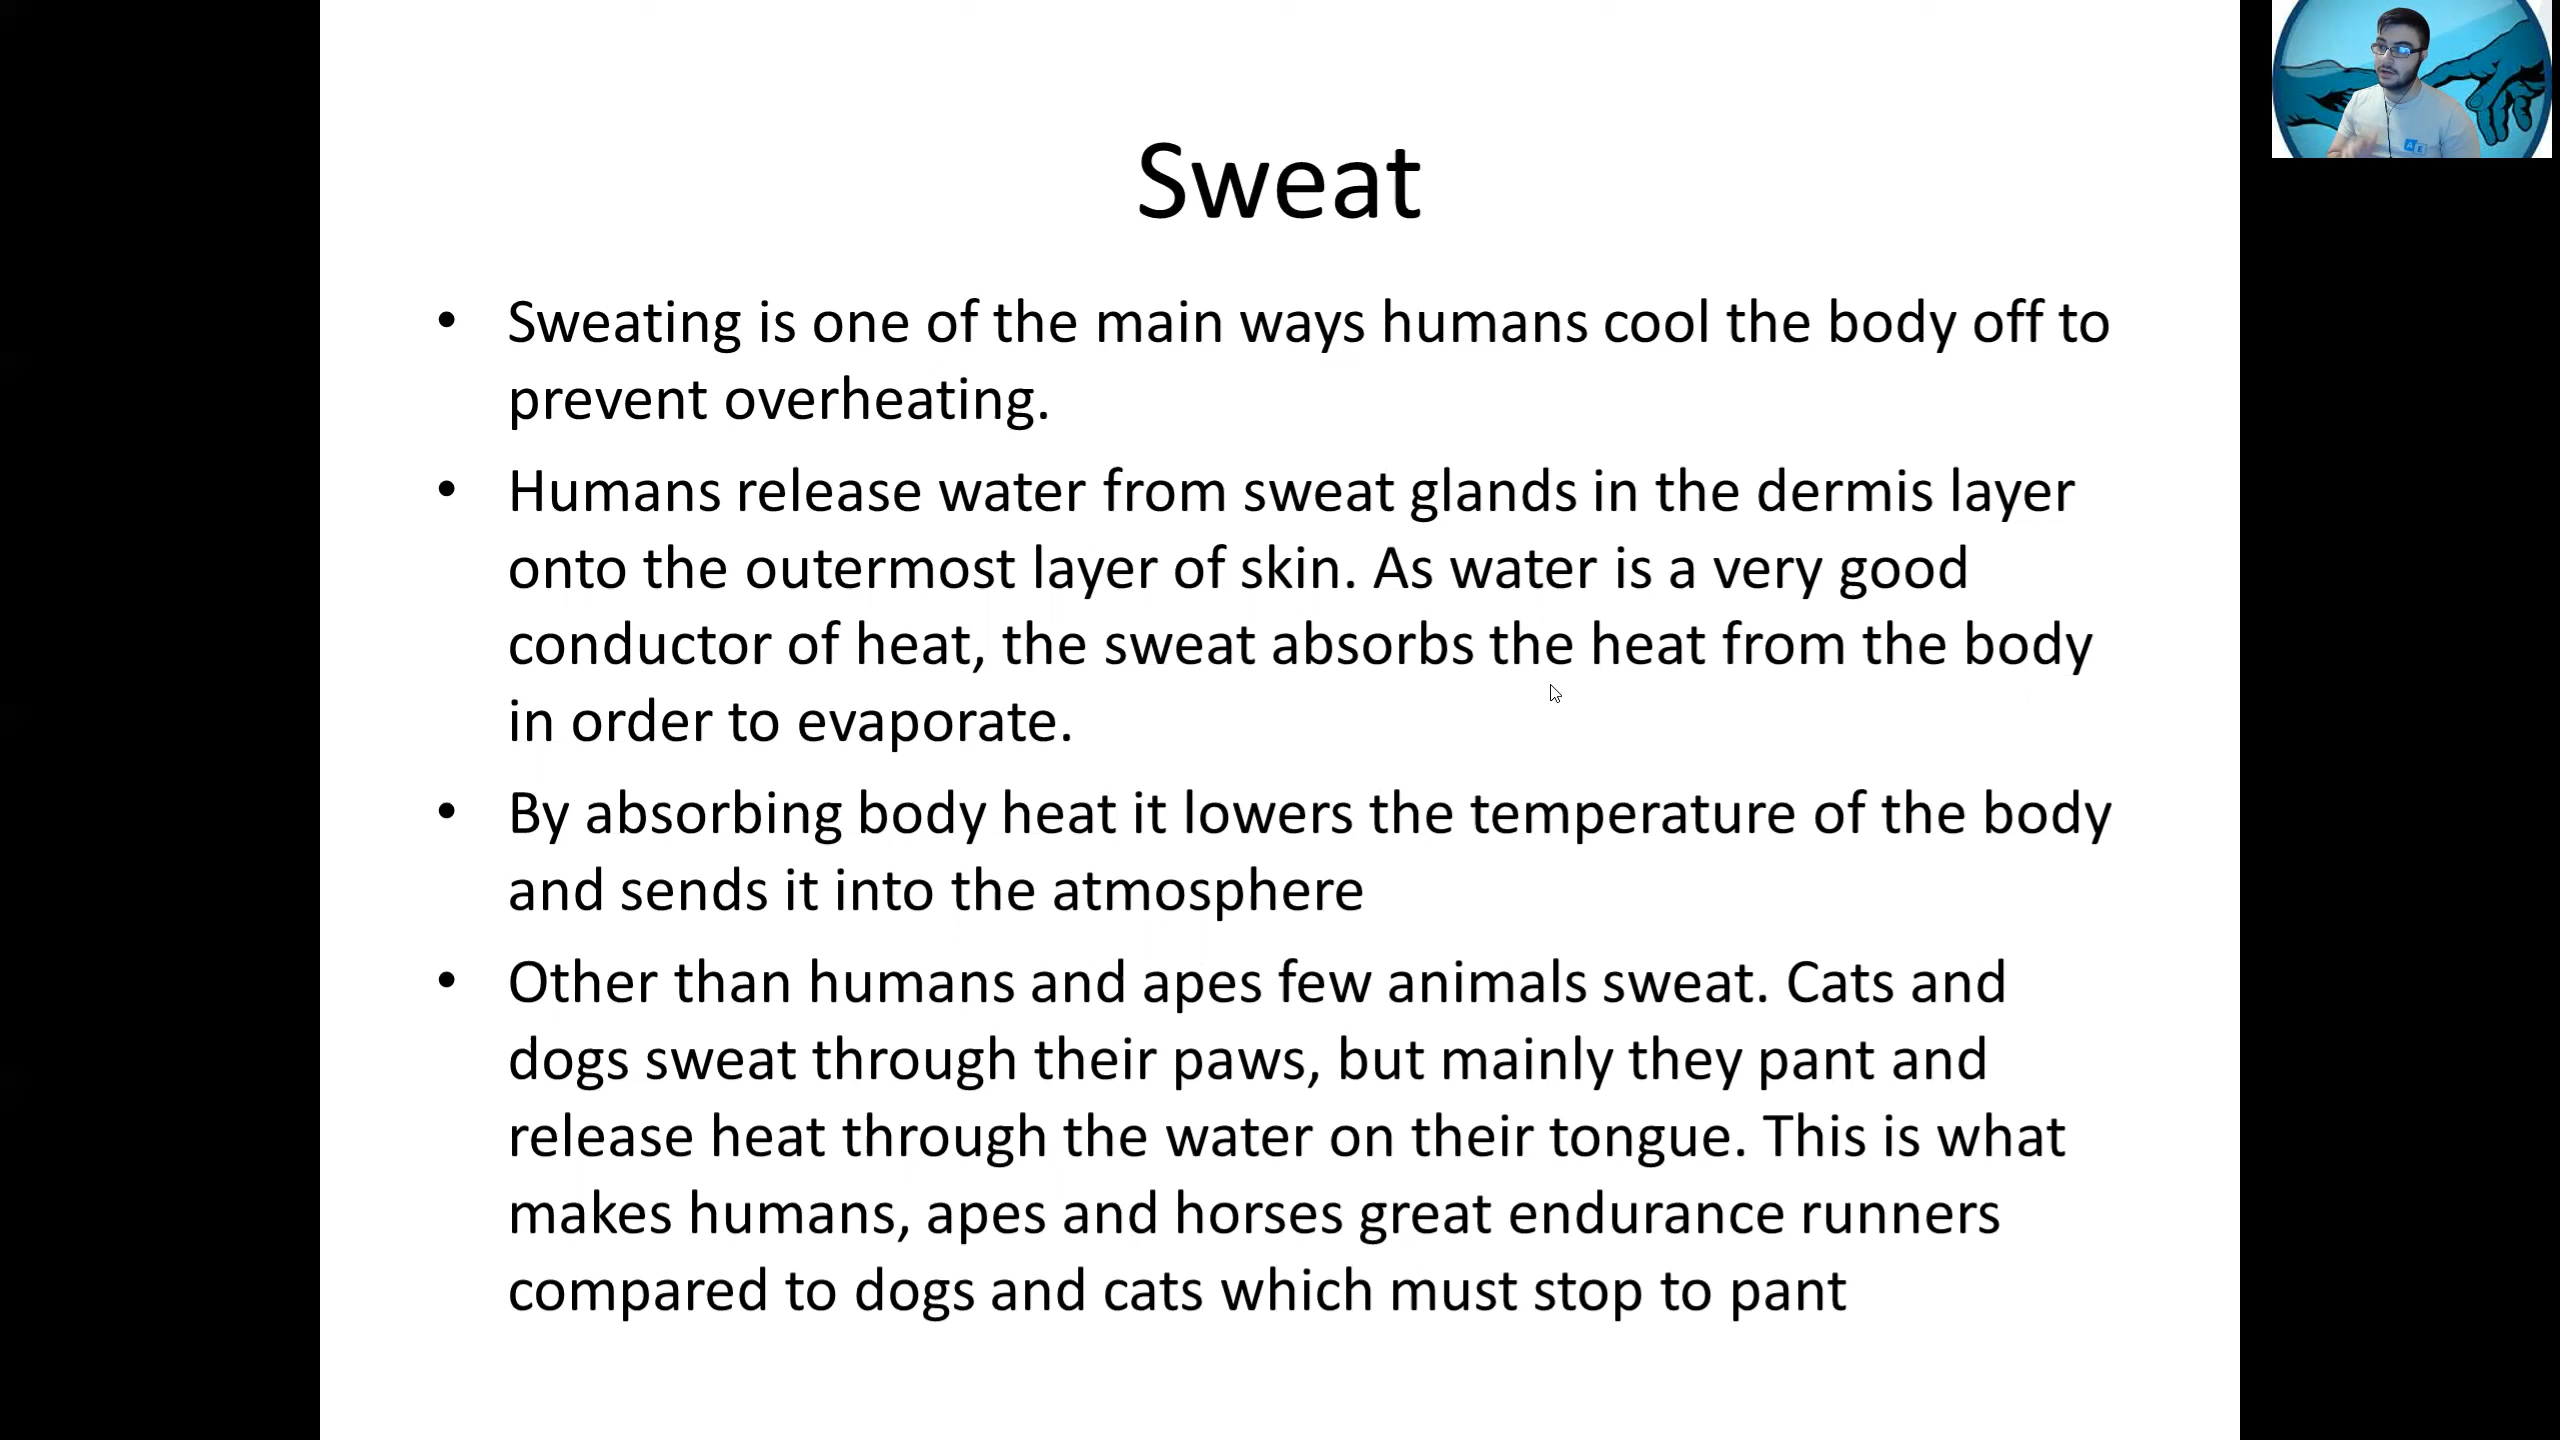 Sweat
• Sweating is one of the main ways humans cool the body off to
prevent overheating.
• Humans release water from sweat glands in the dermis layer
onto the outermost layer of skin. As water is a very good
conductor of heat, the sweat absorbs the heat from the body
in order to evaporate.
• By absorbing body heat it lowers the temperature of the body
and sends it into the atmosphere
• Other than humans and apes few animals sweat. Cats and
dogs sweat through their paws, but mainly they pant and
release heat through the water on their tongue. This is what
makes humans, apes and horses great endurance runners
compared to dogs and cats which must stop to pant
AE